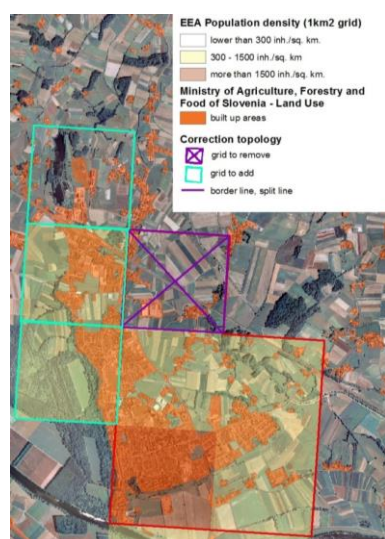 EEA Population density (1km2 grid)
lower than 300 inh./sq. km.
300 - 1500 inh./sq. km
more than 1500 inh./sq. km.
Ministry of Agriculture, Forestry and
Food of Slovenia - Land Use
built up areas
Correction topology
grid to remove
grid to add
border line, split line